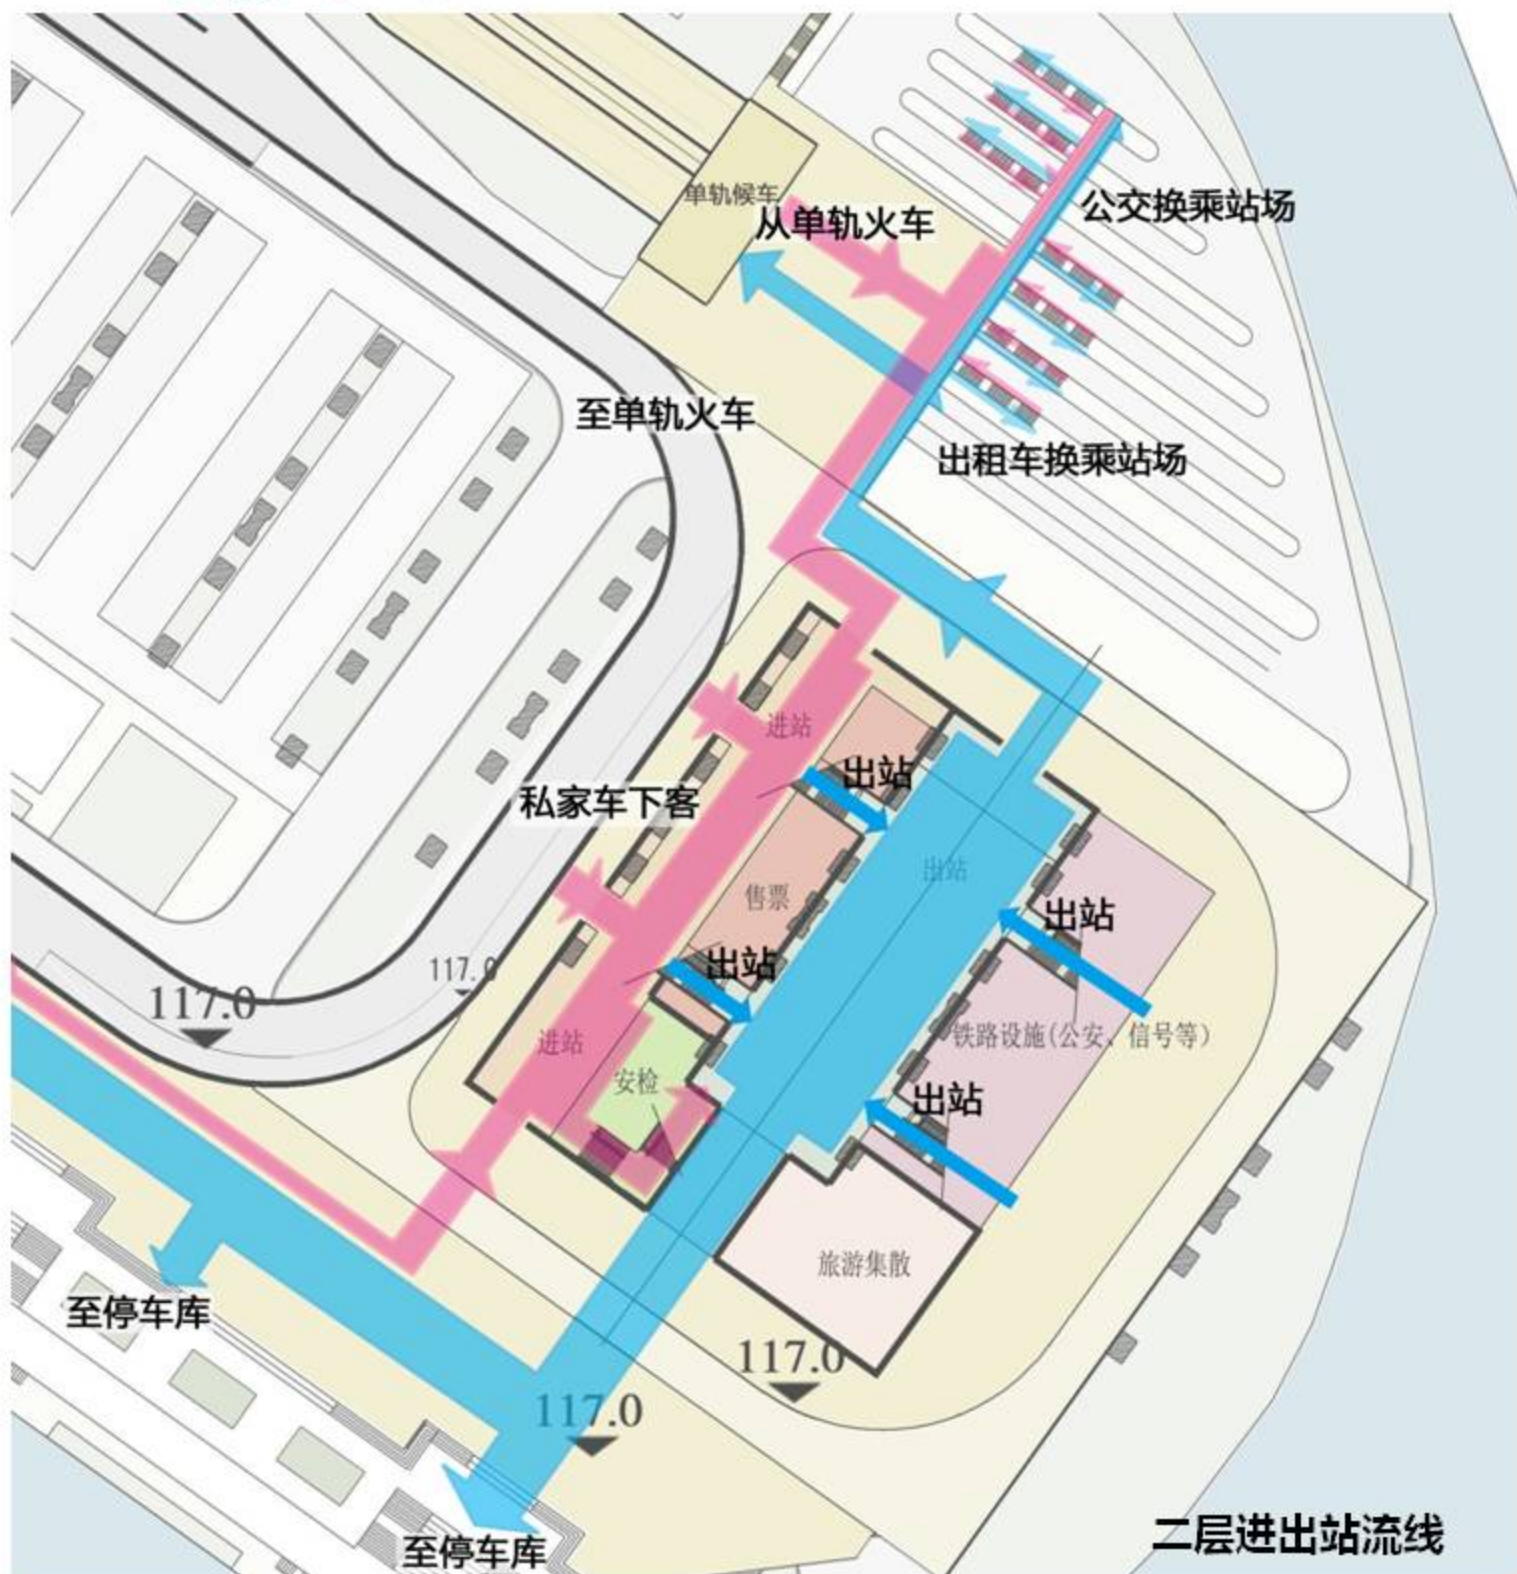 单轨候车
从单轨火车
公交换乘站场
至单轨火车
出租车换乘站场
进站
出站
私家车下客
出站
售票
出站
出站
117.0
117.0
进站
铁路设施(公安、信号等)
安检
出站
旅游集散
至停车库
117.0
117.0
至停车库
二层进出站流线